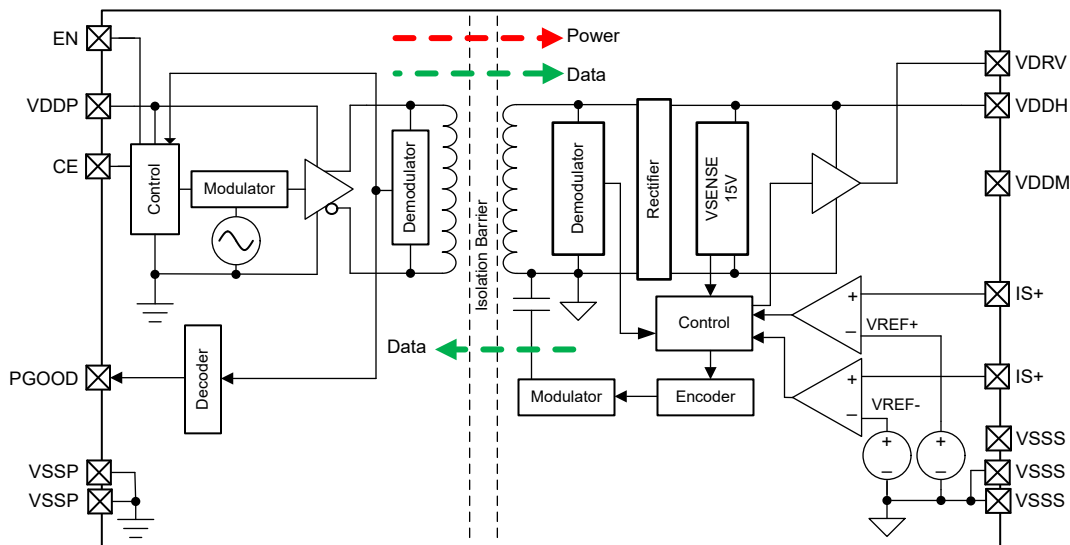 EN
Power
Data
VDRV
VDDP
VDDH
CE
Control
Modulator
Demodulator
Isolation Barrier
Demodulator
Rectifier
VSENSE
15V
VDDM
IS+
+
−
VREF+
Control
Data
PGOOD
Decoder
Modulator
Encoder
IS+
+
−
VREF-
VSSS
+
−
+
−
VSSP
VSSS
VSSP
VSSS